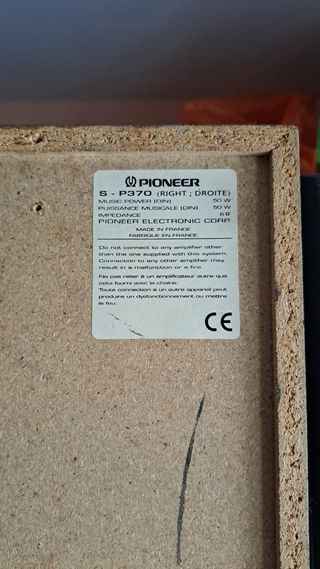 PIONEER
S - P370 (RIGHT ; DROITE)
MUSIC POWER (DIN) 50 W
PUISSANCE MUSICALE (DIN) 50 W
IMPEDANCE 6 Ω
PIONEER ELECTRONIC CORP.
MADE IN FRANCE
FABRIQUE EN FRANCE
Do not connect to any amplifier other
than the one supplied with this system.
Connection to any other amplifier may
result in a malfunction or a fire.
Ne pas relier à un amplificateur autre que
celui fourni avec le chaine.
Toute connection à un autre appareil peut
produire un dysfonctionnement ou mettre
le feu.
CE